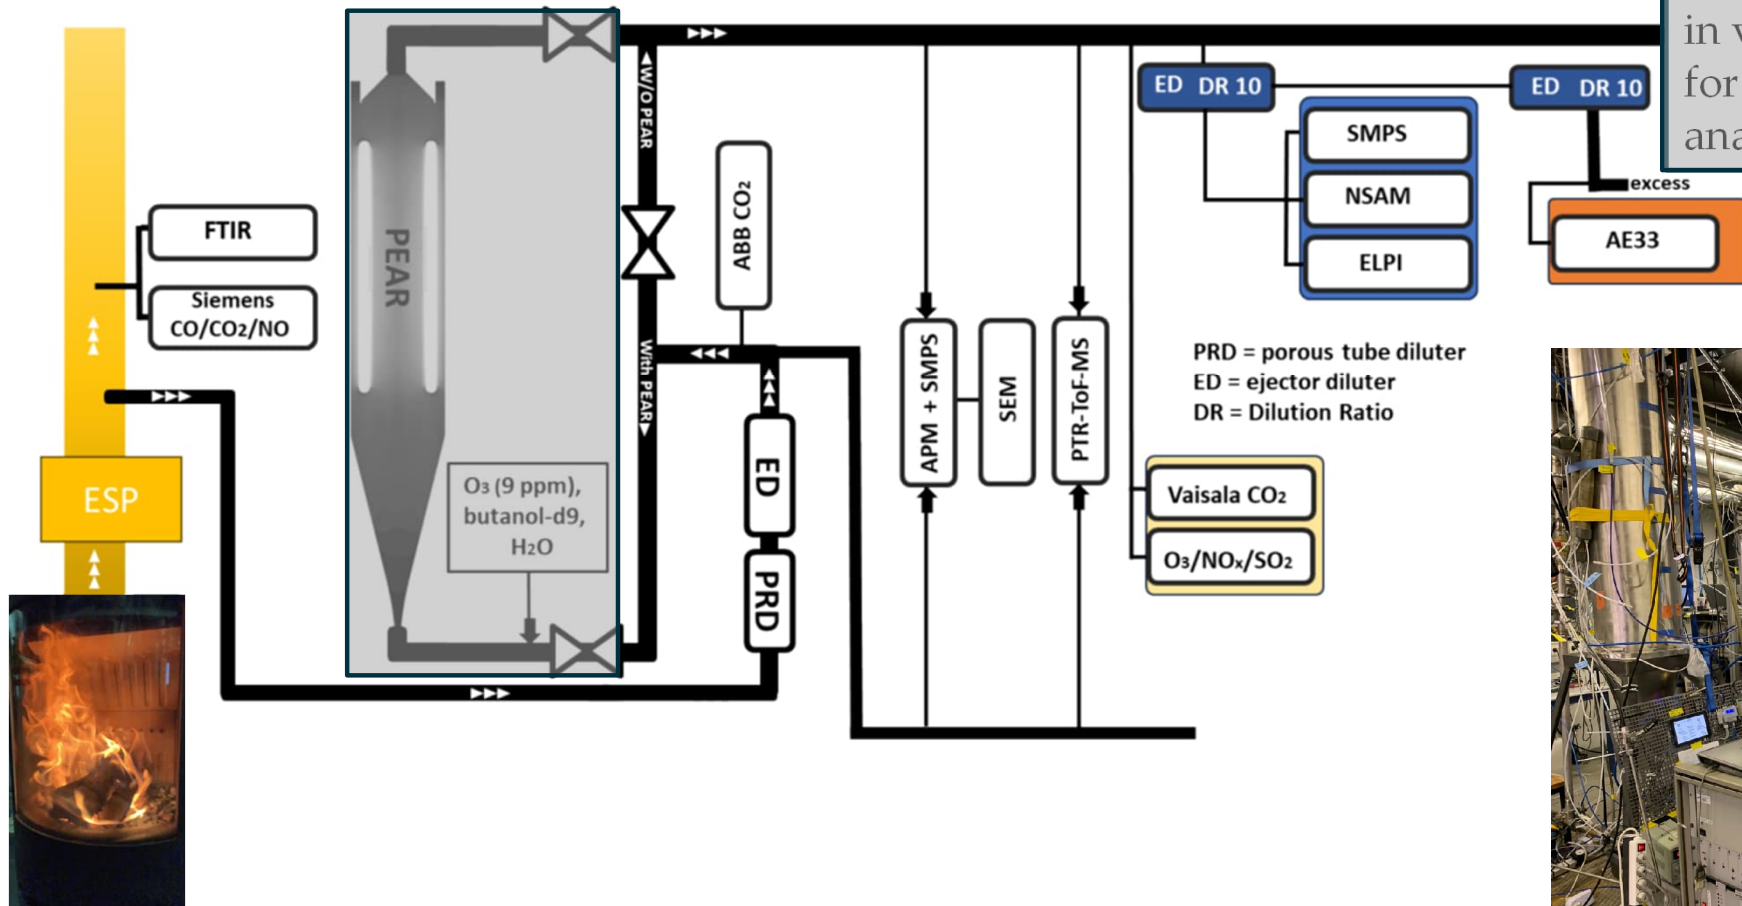 in
for
ED DR 10
ED DR 10
SMPS
NSAM
ELPI
excess
AE33
W/O PEAR
ABB CO₂
FTIR
Siemens
CO/CO₂/NO
PEAR
With PEAR
APM + SMPS
SEM
PTR-ToF-MS
PRD = porous tube diluter
ED = ejector diluter
DR = Dilution Ratio
ESP
O₃ (9 ppm),
butanol-d9,
H₂O
ED
PRD
Vaisala CO₂
O₃/NOₓ/SO₂